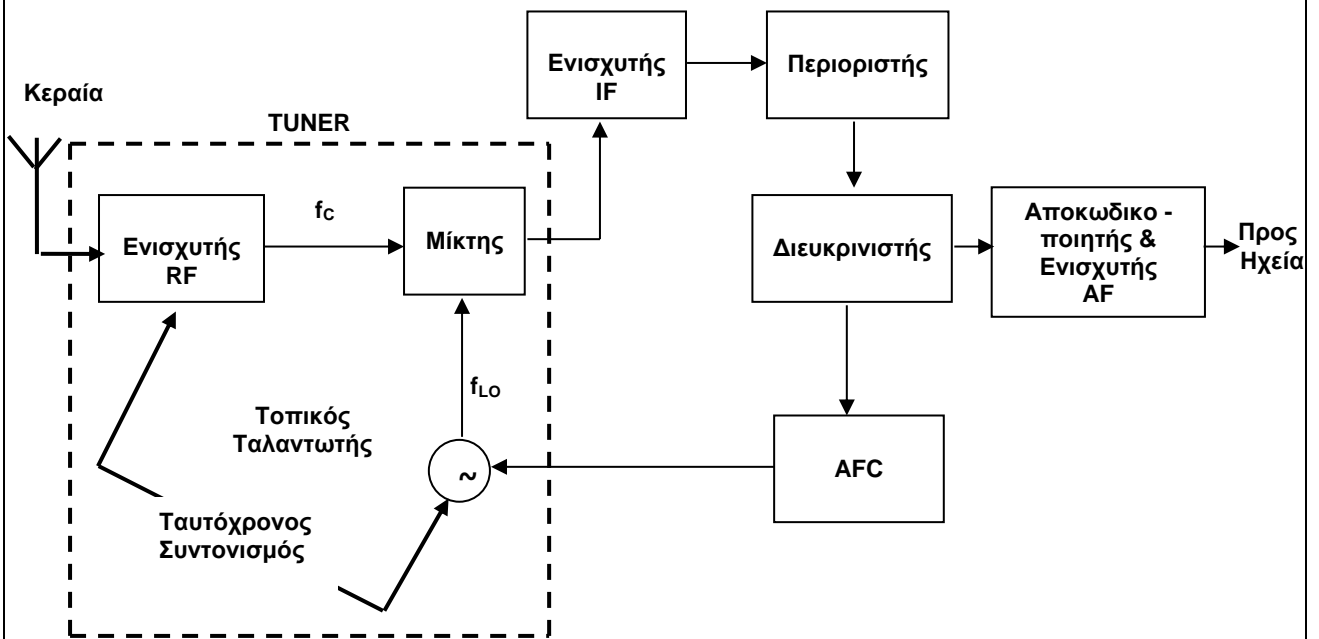 Ενισχυτής
IF
Περιοριστής
Κεραία
TUNER
Ενισχυτής
RF
fC
Μίκτης
Διευκρινιστής
Αποκωδικο -
ποιητής &
Ενισχυτής
AF
Προς
Ηχεία
fLO
Τοπικός
Ταλαντωτής
~
AFC
Ταυτόχρονος
Συντονισμός